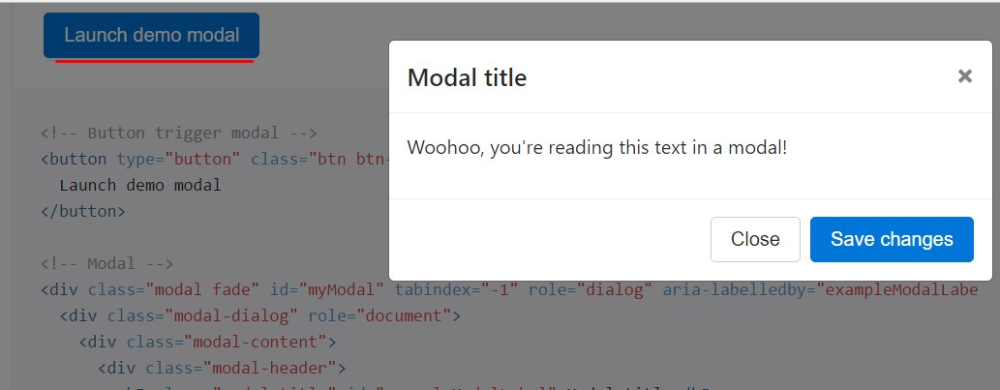 Launch demo modal
Modal title
×
Woohoo, you're reading this text in a modal!
Close
Save changes
<!-- Button trigger modal -->
<button type="button" class="btn btn-
  Launch demo modal
</button>
<!-- Modal -->
<div class="modal fade" id="myModal" tabindex="-1" role="dialog" aria-labelledby="exampleModalLabe
  <div class="modal-dialog" role="document">
    <div class="modal-content">
      <div class="modal-header">